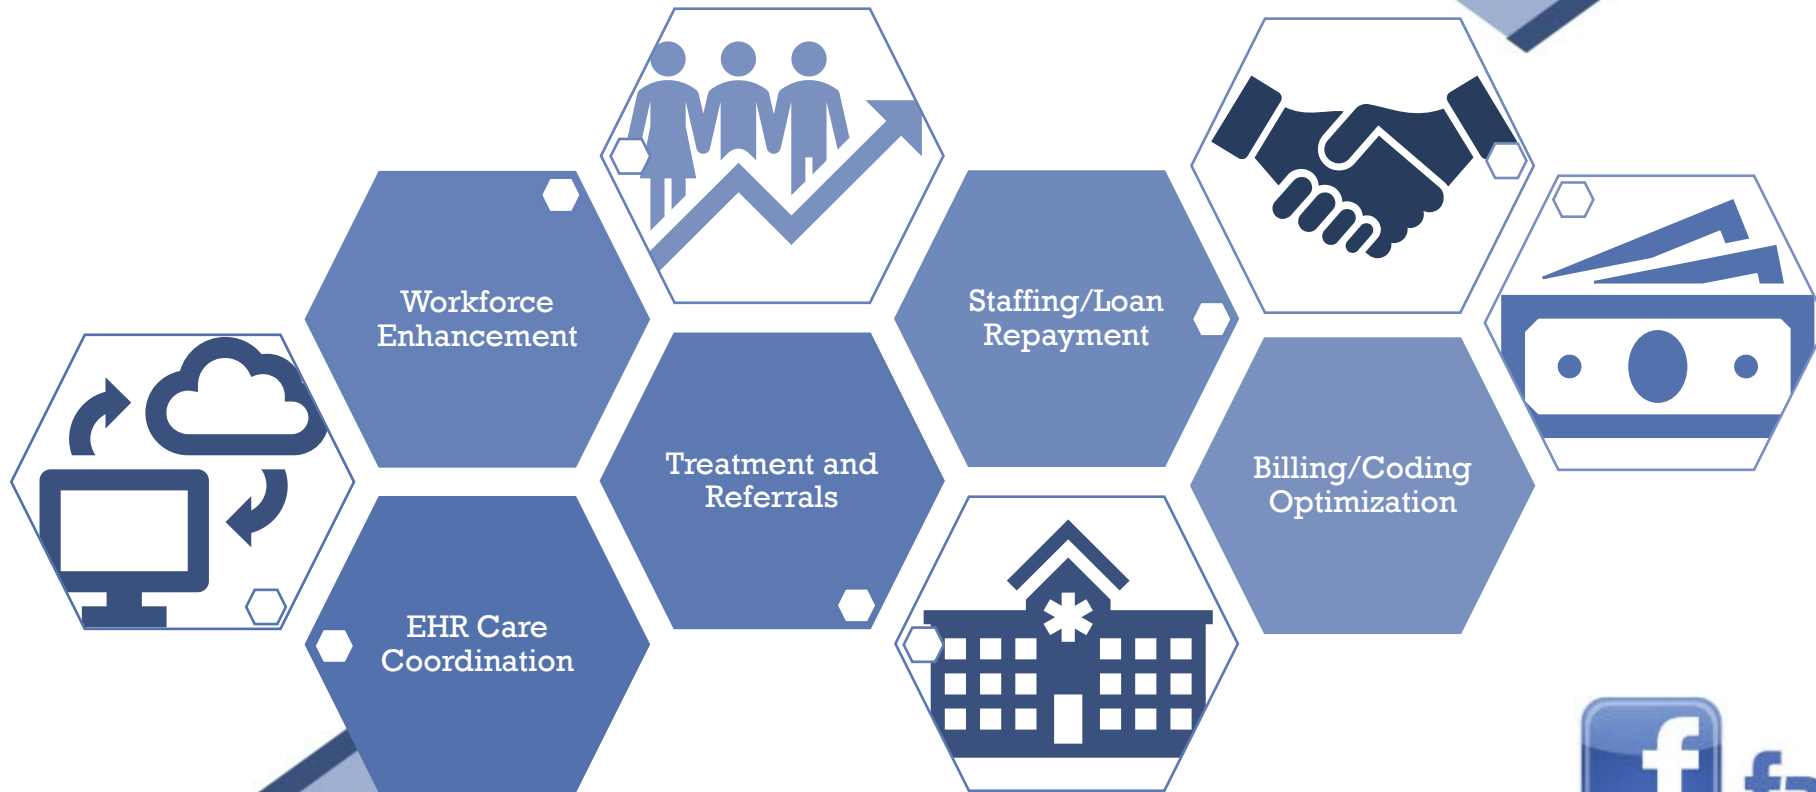 Workforce
Enhancement
Staffing/Loan
Repayment
Treatment and
Referrals
Billing/Coding
Optimization
EHR Care
Coordination
f